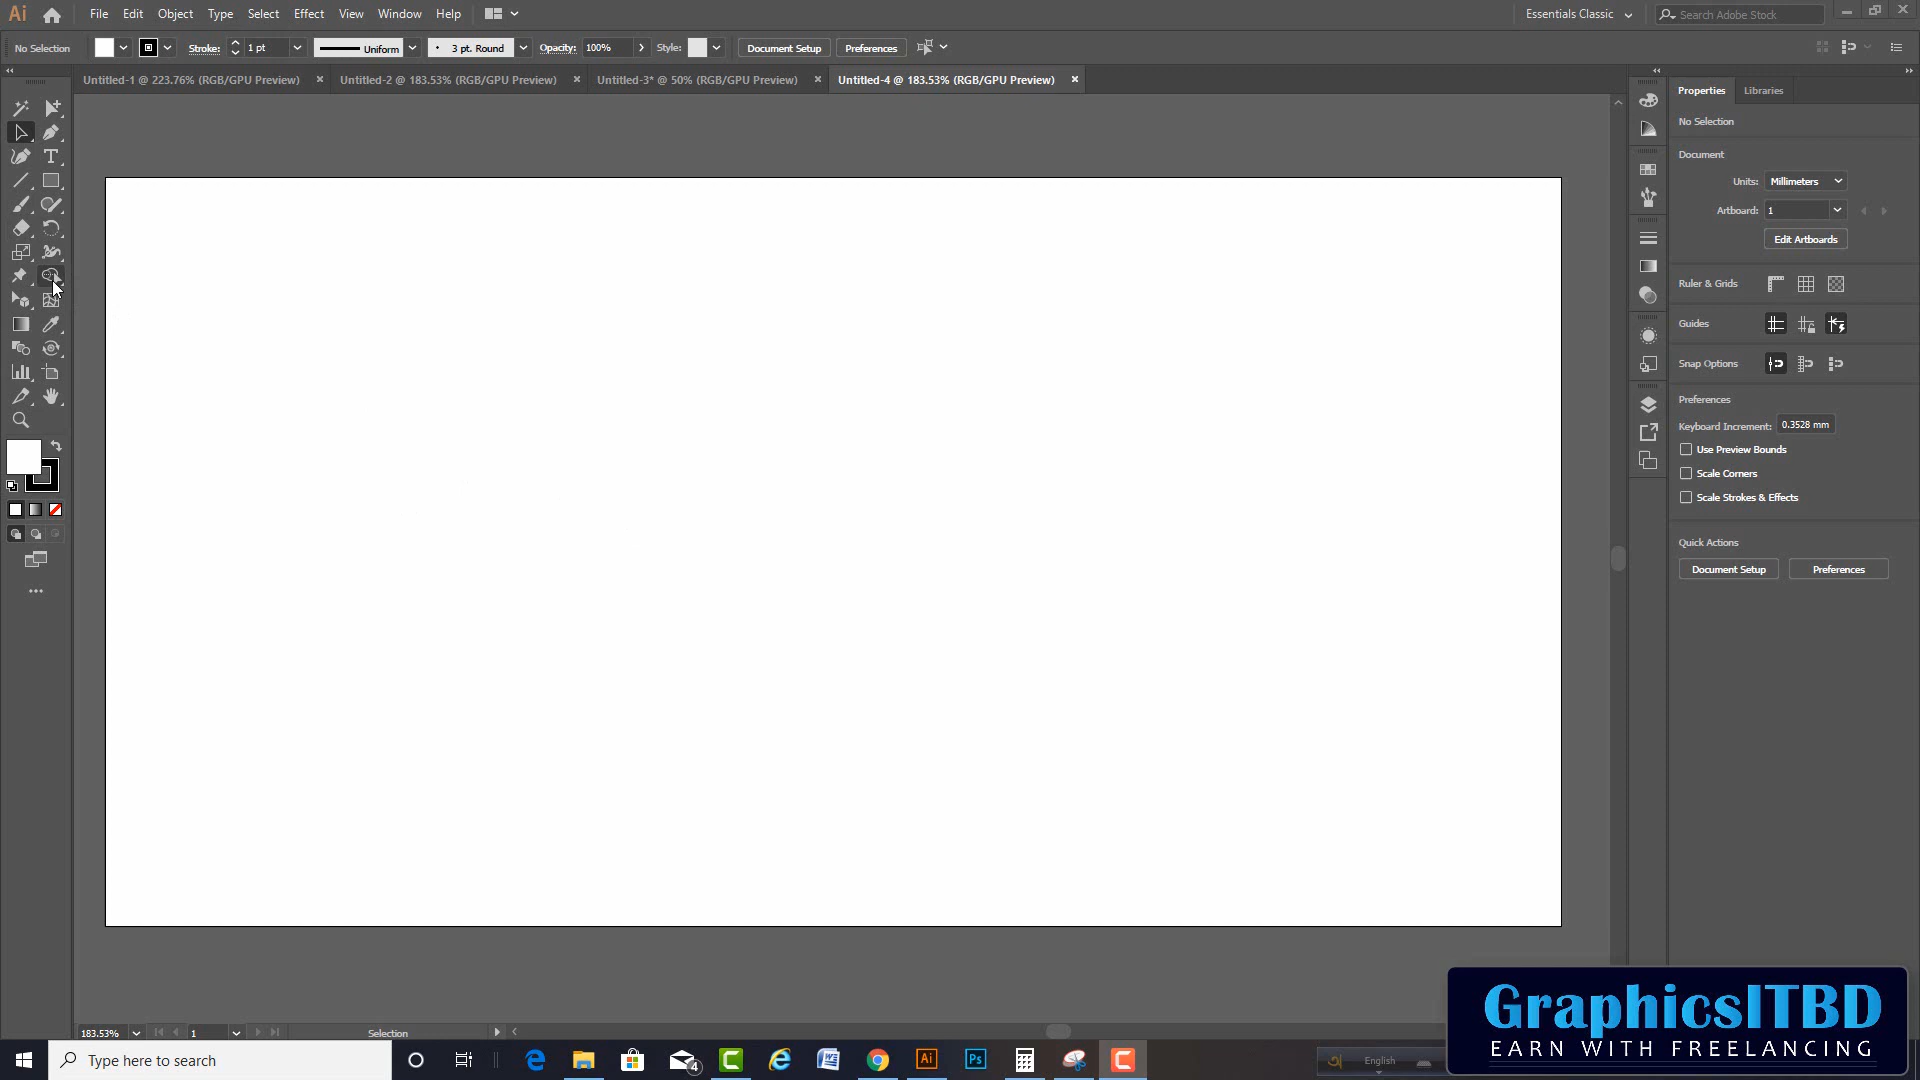 Ai File Edit Object Type Select Effect View Window Help Essentials Classic Search Adobe Stock
No Selection Stroke: 1 pt Uniform 3 pt. Round Opacity: 100% Style: Document Setup Preferences
Untitled-1 @ 223.76% (RGB/GPU Preview) × Untitled-2 @ 183.53% (RGB/GPU Preview) × Untitled-3* @ 50% (RGB/GPU Preview) × Untitled-4 @ 183.53% (RGB/GPU Preview) ×
Properties Libraries
No Selection
Document
Units: Millimeters
Artboard: 1
Edit Artboards
Ruler & Grids
Guides
Snap Options
Preferences
Keyboard Increment: 0.3528 mm
Use Preview Bounds
Scale Corners
Scale Strokes & Effects
Quick Actions
Document Setup Preferences
183.53% 1 Selection
GraphicsITBD
EARN WITH FREELANCING
Type here to search 4 Ai Ps English